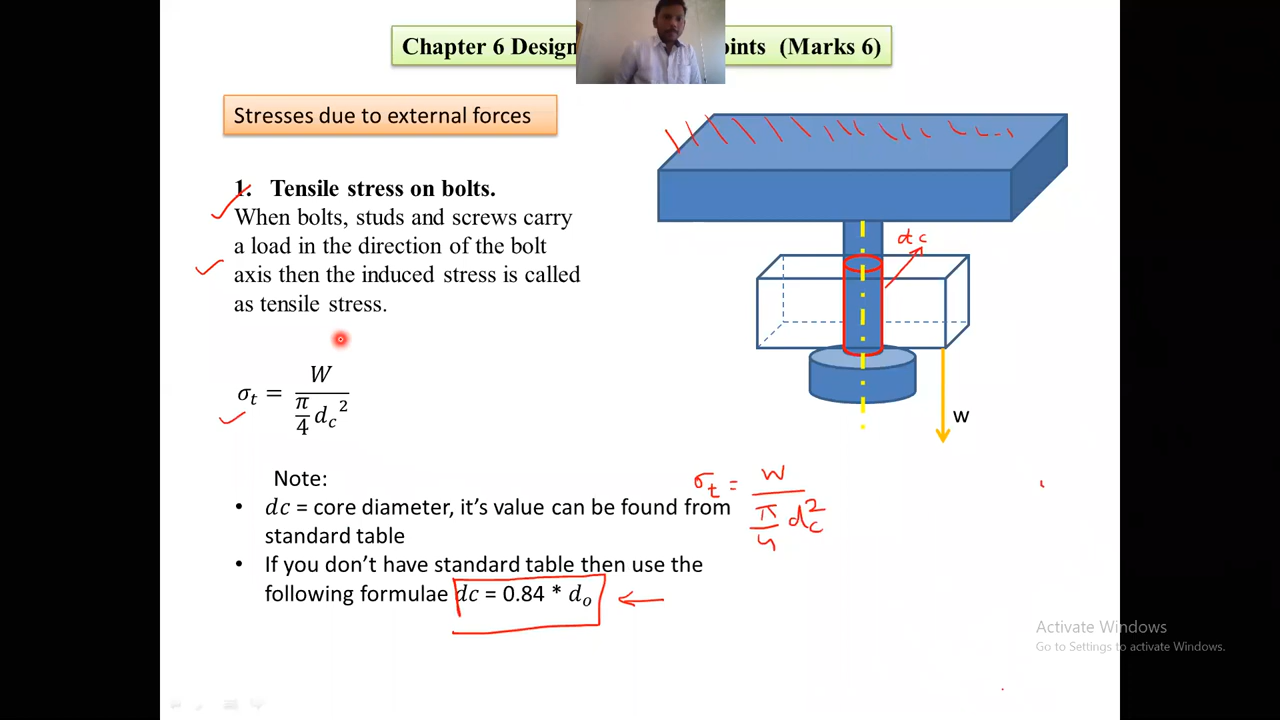 Chapter 6 Design oints (Marks 6)
Stresses due to external forces
1. Tensile stress on bolts.
When bolts, studs and screws carry
a load in the direction of the bolt
axis then the induced stress is called
as tensile stress.
σₜ = W / (π/4 d_c²)
dc
w
Note:
σₜ = W / (π/4 d_c²)
• dc = core diameter, it’s value can be found from
standard table
• If you don’t have standard table then use the
following formulae dc = 0.84 * dₒ
Activate Windows
Go to Settings to activate Windows.